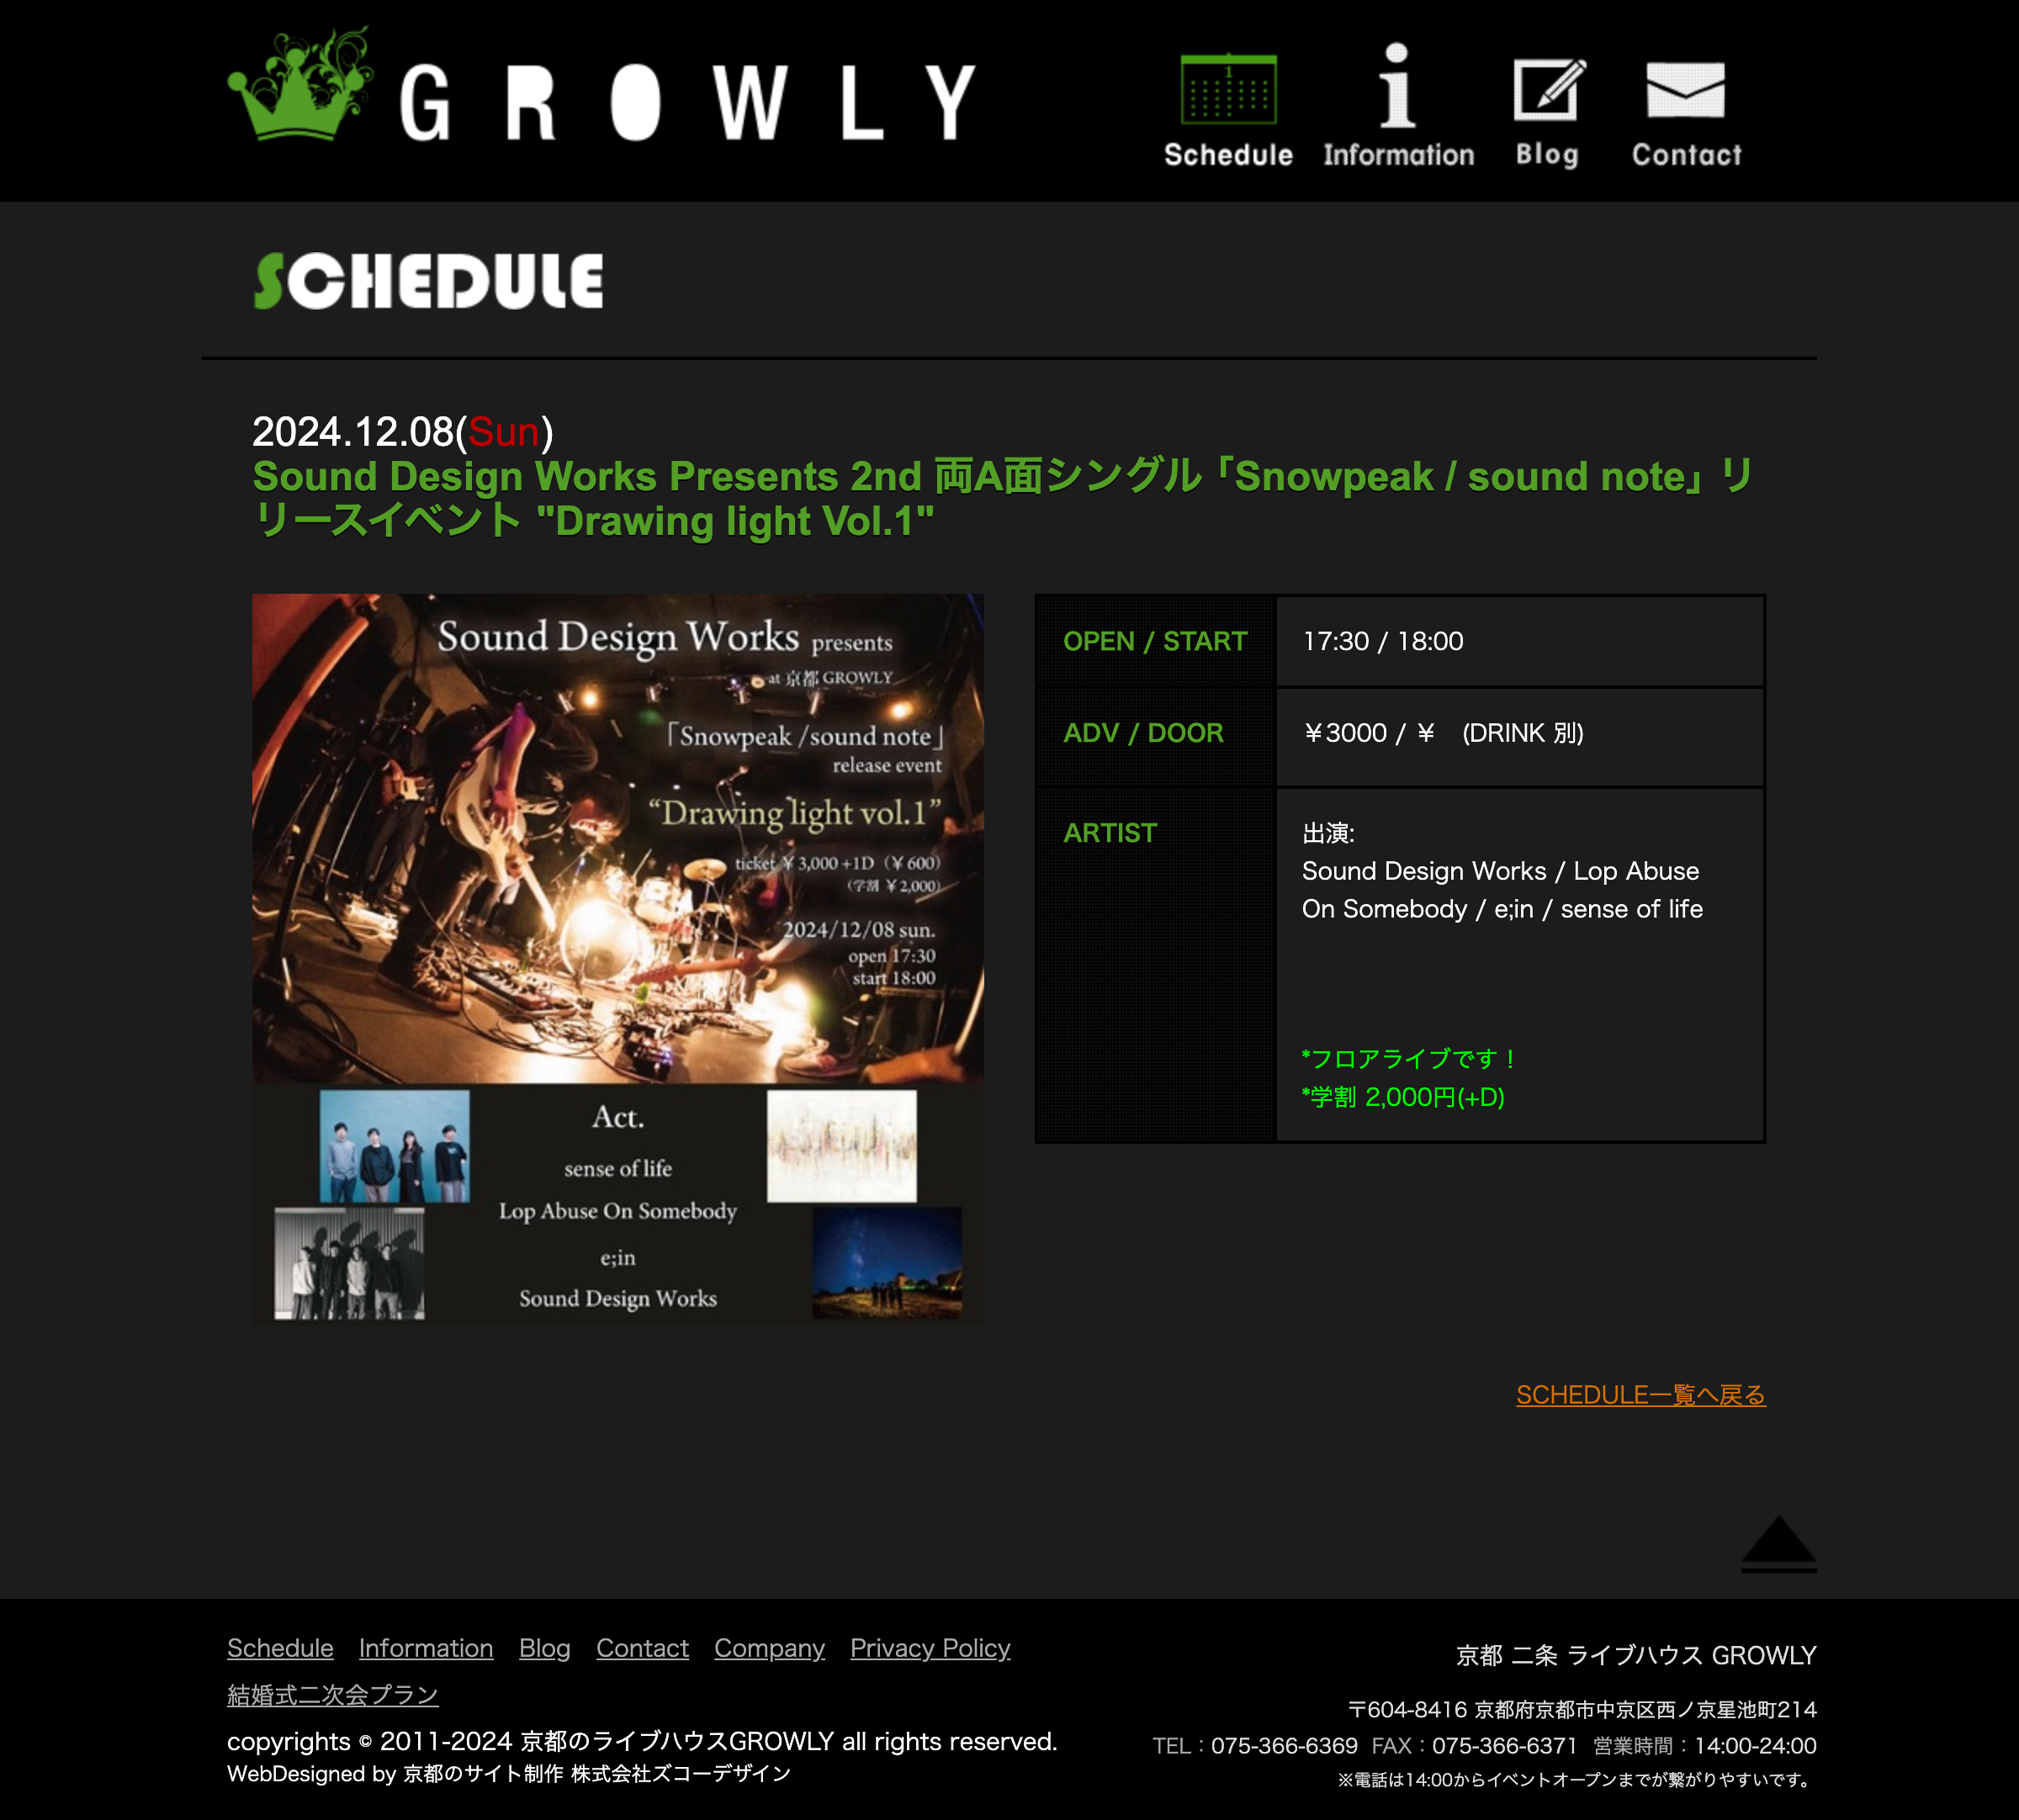 GROWLY
Schedule
Information
Blog
Contact
SCHEDULE
2024.12.08(Sun)
Sound Design Works Presents 2nd 両A面シングル「Snowpeak / sound note」リ
リースイベント "Drawing light Vol.1"
Sound Design Works presents
at 京都 GROWLY
「Snowpeak /sound note」
release event
“Drawing light vol.1”
ticket ￥3,000 +1D（￥600）
（学割 ￥2,000）
2024/12/08 sun.
open 17:30
start 18:00
Act.
sense of life
Lop Abuse On Somebody
e;in
Sound Design Works
OPEN / START
17:30 / 18:00
ADV / DOOR
￥3000 / ￥　(DRINK 別)
ARTIST
出演:
Sound Design Works / Lop Abuse
On Somebody / e;in / sense of life
*フロアライブです！
*学割 2,000円(+D)
SCHEDULE一覧へ戻る
Schedule Information Blog Contact Company Privacy Policy
結婚式二次会プラン
copyrights © 2011-2024 京都のライブハウスGROWLY all rights reserved.
WebDesigned by 京都のサイト制作 株式会社ズコーデザイン
京都 二条 ライブハウス GROWLY
〒604-8416 京都府京都市中京区西ノ京星池町214
TEL：075-366-6369 FAX：075-366-6371 営業時間：14:00-24:00
※電話は14:00からイベントオープンまでが繋がりやすいです。